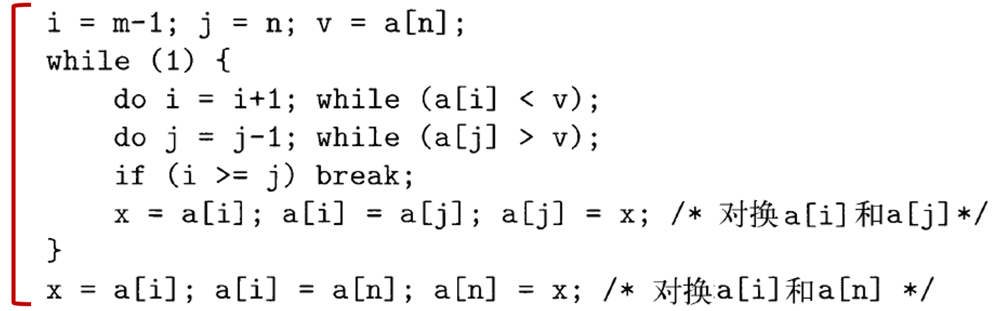 i = m-1; j = n; v = a[n];
while (1) {
do i = i+1; while (a[i] < v);
do j = j-1; while (a[j] > v);
if (i >= j) break;
x = a[i]; a[i] = a[j]; a[j] = x; /* 对换a[i]和a[j]*/
}
x = a[i]; a[i] = a[n]; a[n] = x; /* 对换a[i]和a[n] */